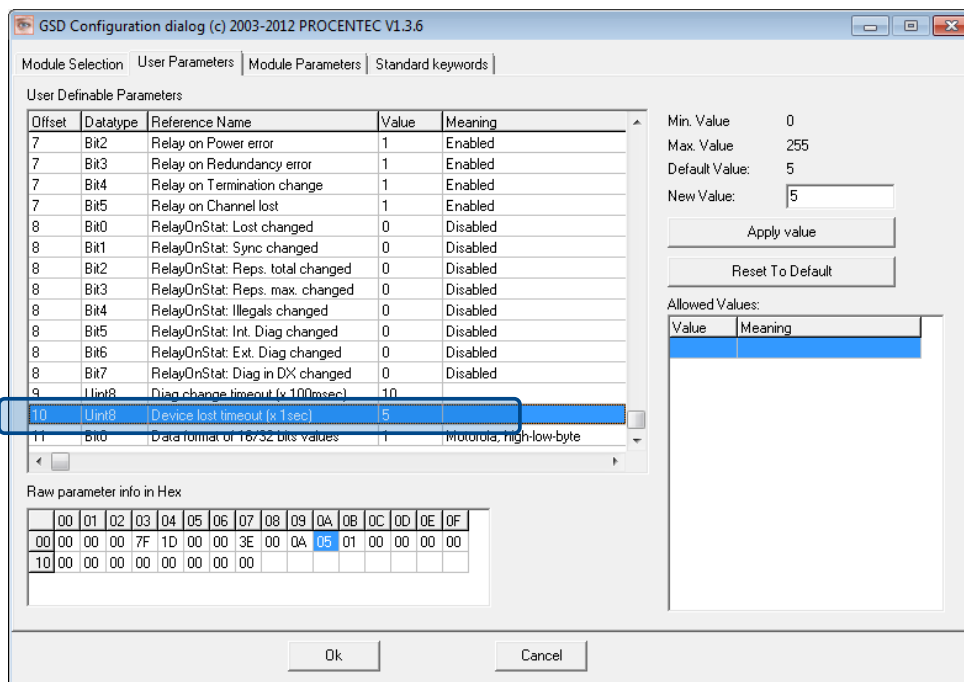 GSD Configuration dialog (c) 2003-2012 PROCENTEC V1.3.6
Module Selection User Parameters Module Parameters Standard keywords
User Definable Parameters
Offset Datatype Reference Name Value Meaning
7 Bit2 Relay on Power error 1 Enabled
7 Bit3 Relay on Redundancy error 1 Enabled
7 Bit4 Relay on Termination change 1 Enabled
7 Bit5 Relay on Channel lost 1 Enabled
8 Bit0 RelayOnStat: Lost changed 0 Disabled
8 Bit1 RelayOnStat: Sync changed 0 Disabled
8 Bit2 RelayOnStat: Reps. total changed 0 Disabled
8 Bit3 RelayOnStat: Reps. max. changed 0 Disabled
8 Bit4 RelayOnStat: Illegals changed 0 Disabled
8 Bit5 RelayOnStat: Int. Diag changed 0 Disabled
8 Bit6 RelayOnStat: Ext. Diag changed 0 Disabled
8 Bit7 RelayOnStat: Diag in DX changed 0 Disabled
9 Uint8 Diag change timeout (x 100msec) 10
10 Uint8 Device lost timeout (x 1sec) 5
11 Bit0 Data format of 16/32 bits values 1 Motorola, high-low-byte
Min. Value 0
Max. Value 255
Default Value: 5
New Value: 5
Apply value
Reset To Default
Allowed Values:
Value Meaning
Raw parameter info in Hex
00 01 02 03 04 05 06 07 08 09 0A 0B 0C 0D 0E 0F
00 00 00 00 7F 1D 00 00 3E 00 0A 05 01 00 00 00 00
10 00 00 00 00 00 00 00 00
Ok Cancel